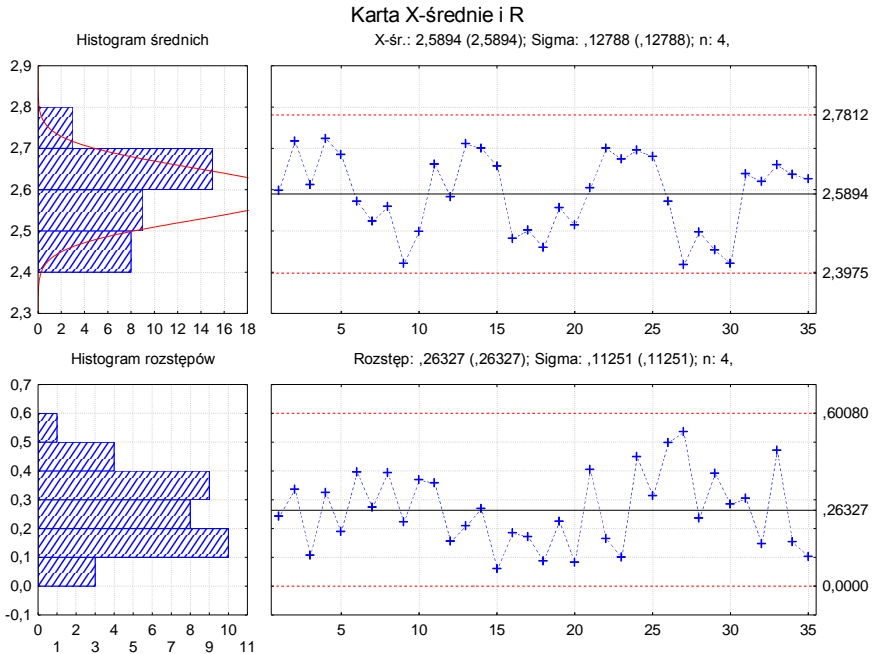 Karta X-średnie i R
Histogram średnich
X-śr.: 2,5894 (2,5894); Sigma: ,12788 (,12788); n: 4,
2,9
2,8
2,7
2,6
2,5
2,4
2,3
0 2 4 6 8 10 12 14 16 18
2,7812
2,5894
2,3975
5 10 15 20 25 30 35
Histogram rozstępów
Rozstęp: ,26327 (,26327); Sigma: ,11251 (,11251); n: 4,
0,7
0,6
0,5
0,4
0,3
0,2
0,1
0,0
-0,1
0 2 4 6 8 10
1 3 5 7 9 11
,60080
,26327
0,0000
5 10 15 20 25 30 35